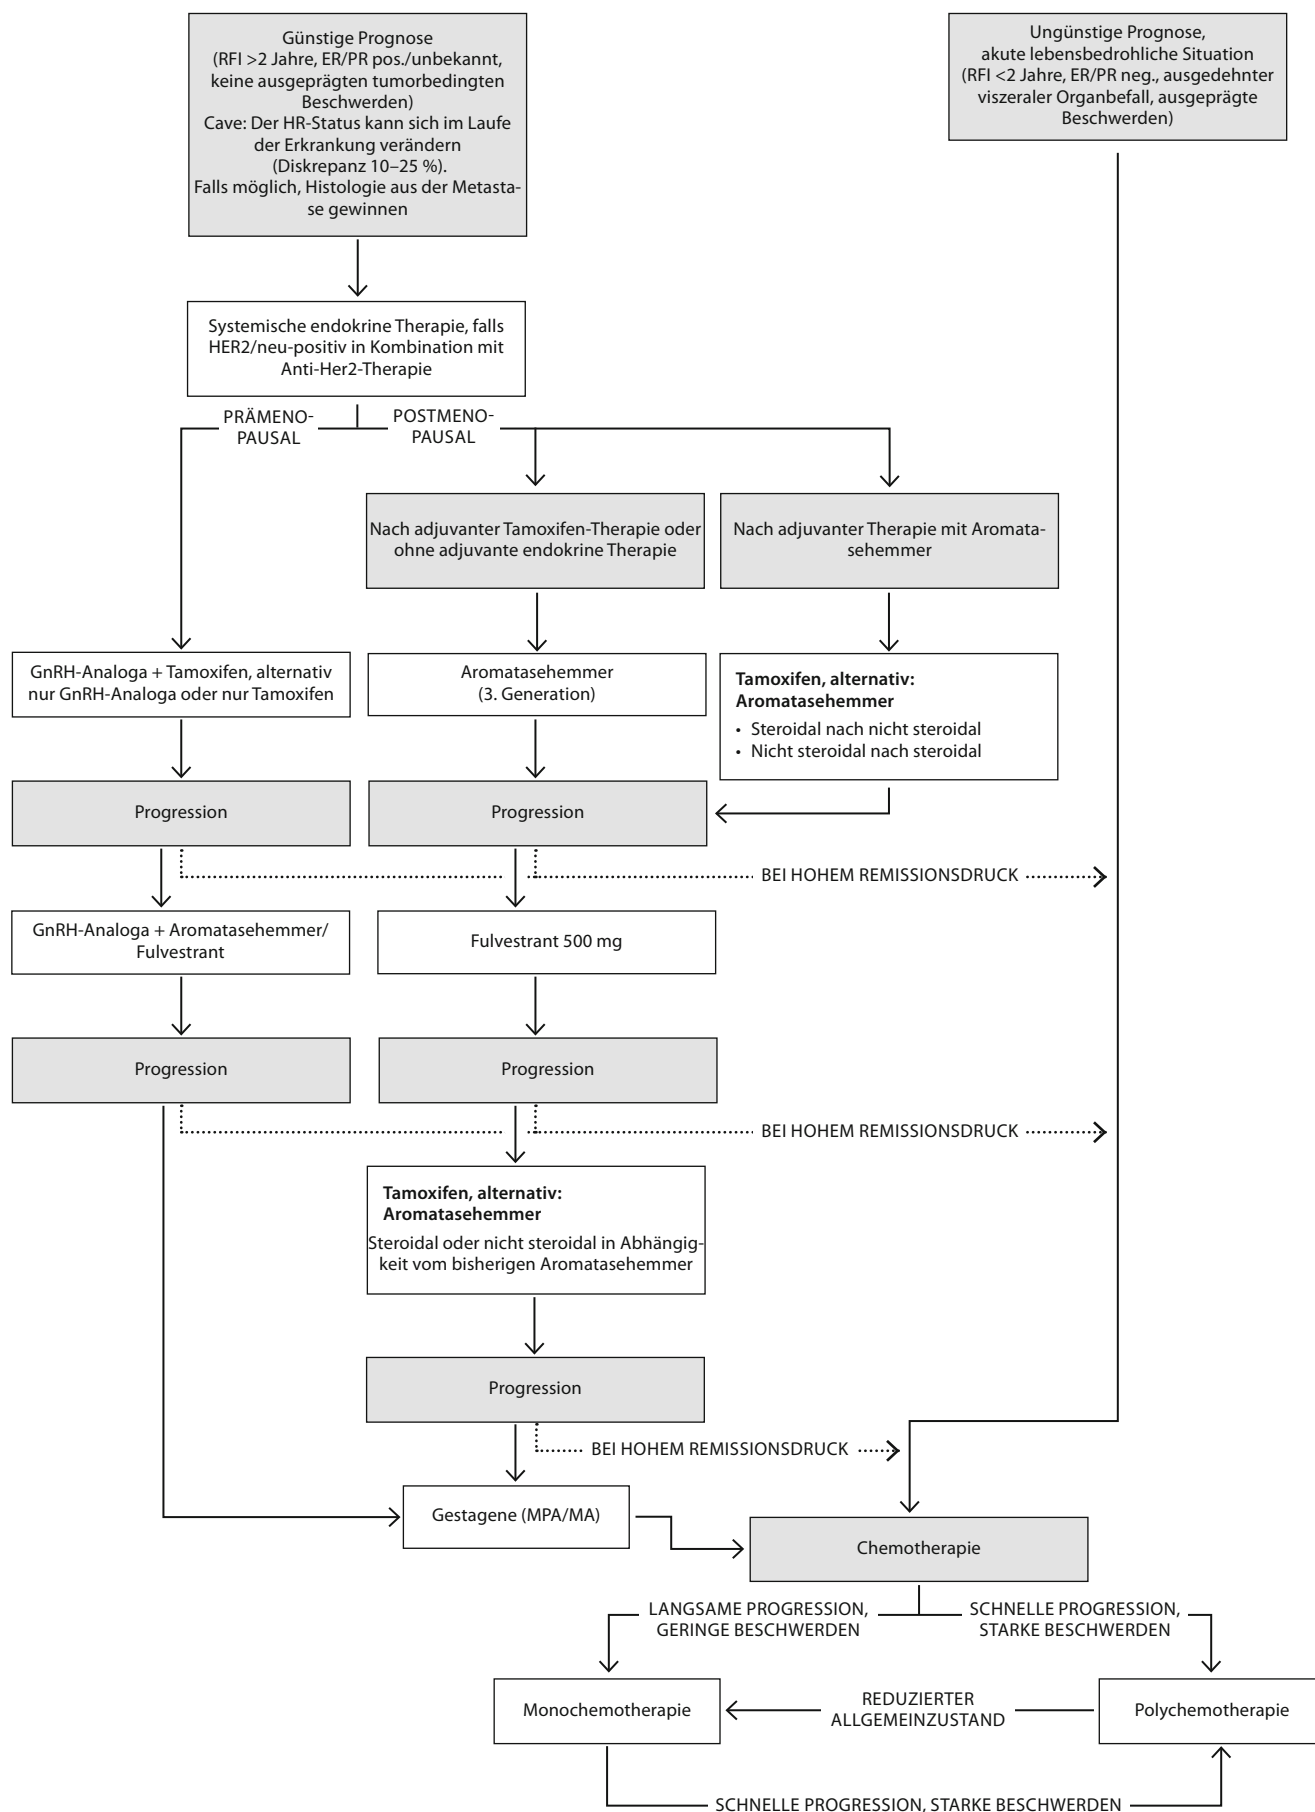 Günstige Prognose
(RFI >2 Jahre, ER/PR pos./unbekannt,
keine ausgeprägten tumorbedingten
Beschwerden)
Cave: Der HR-Status kann sich im Laufe
der Erkrankung verändern
(Diskrepanz 10–25 %).
Falls möglich, Histologie aus der Metasta-
se gewinnen
Ungünstige Prognose,
akute lebensbedrohliche Situation
(RFI <2 Jahre, ER/PR neg., ausgedehnter
viszeraler Organbefall, ausgeprägte
Beschwerden)
Systemische endokrine Therapie, falls
HER2/neu-positiv in Kombination mit
Anti-Her2-Therapie
PRÄMENO-
PAUSAL
POSTMENO-
PAUSAL
Nach adjuvanter Tamoxifen-Therapie oder
ohne adjuvante endokrine Therapie
Nach adjuvanter Therapie mit Aromata-
sehemmer
GnRH-Analoga + Tamoxifen, alternativ
nur GnRH-Analoga oder nur Tamoxifen
Aromatasehemmer
(3. Generation)
Tamoxifen, alternativ:
Aromatasehemmer
• Steroidal nach nicht steroidal
• Nicht steroidal nach steroidal
Progression
Progression
BEI HOHEM REMISSIONSDRUCK
GnRH-Analoga + Aromatasehemmer/
Fulvestrant
Fulvestrant 500 mg
Progression
Progression
BEI HOHEM REMISSIONSDRUCK
Tamoxifen, alternativ:
Aromatasehemmer
Steroidal oder nicht steroidal in Abhängig-
keit vom bisherigen Aromatasehemmer
Progression
BEI HOHEM REMISSIONSDRUCK
Gestagene (MPA/MA)
Chemotherapie
LANGSAME PROGRESSION,
GERINGE BESCHWERDEN
SCHNELLE PROGRESSION,
STARKE BESCHWERDEN
Monochemotherapie
REDUZIERTER
ALLGEMEINZUSTAND
Polychemotherapie
SCHNELLE PROGRESSION, STARKE BESCHWERDEN